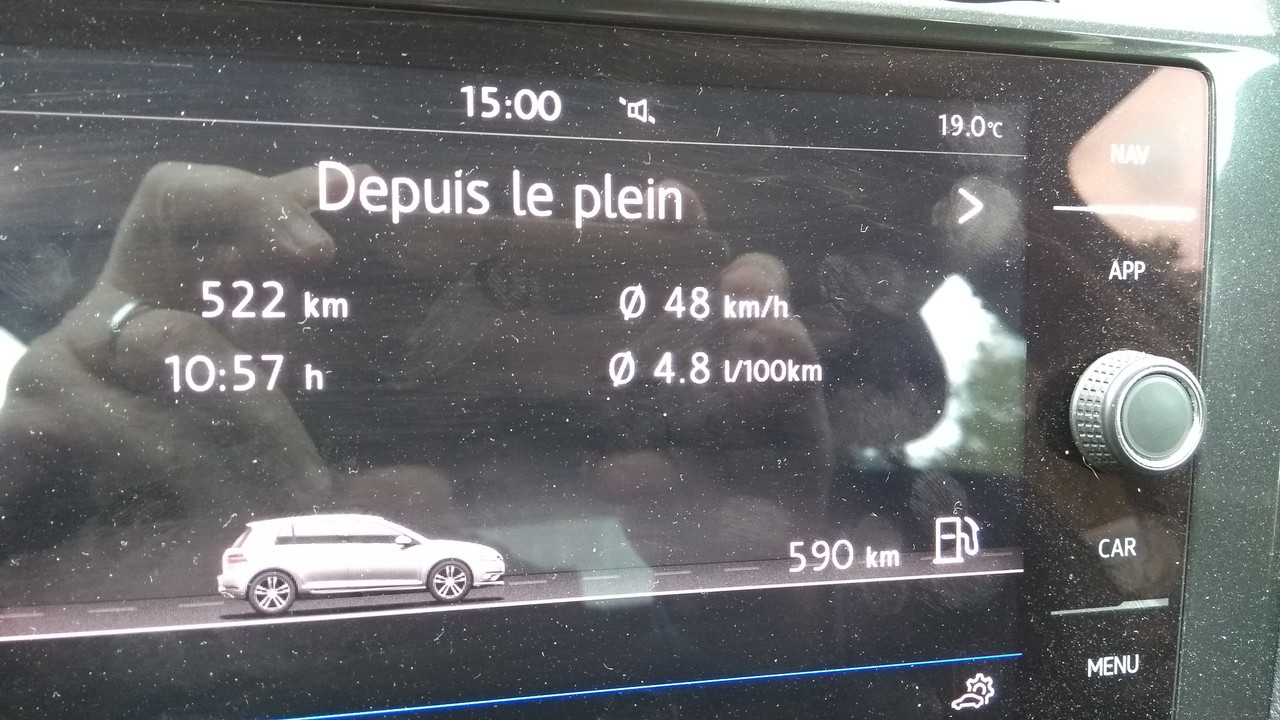 15:00
19.0°C
NAV
Depuis le plein
>
APP
522 km
Ø 48 km/h
10:57 h
Ø 4.8 l/100km
590 km
CAR
MENU